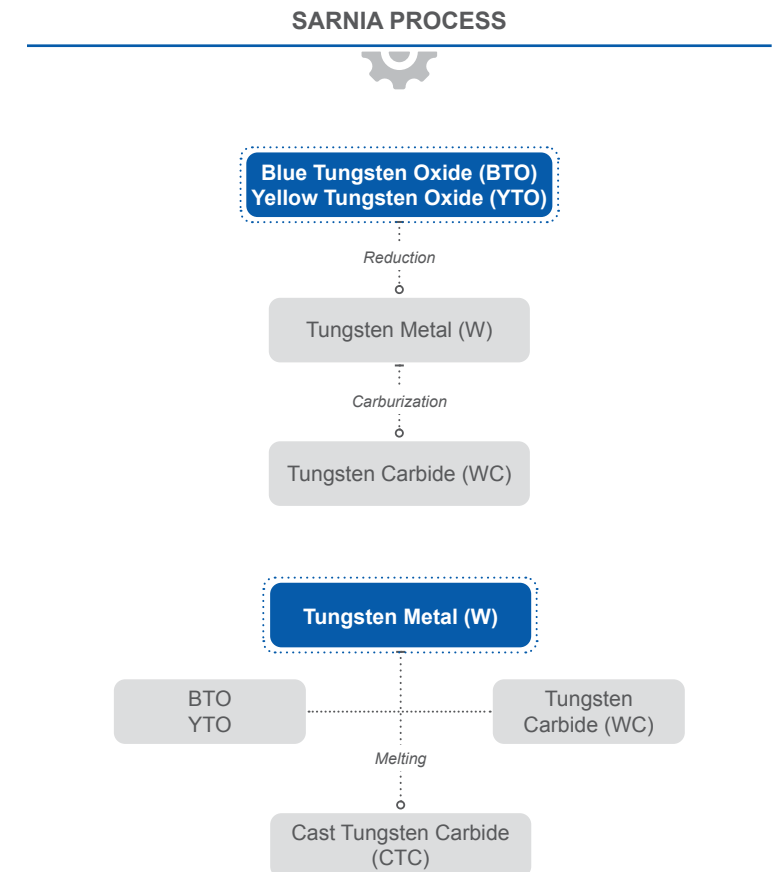 SARNIA PROCESS
Blue Tungsten Oxide (BTO)
Yellow Tungsten Oxide (YTO)
Reduction
Tungsten Metal (W)
Carburization
Tungsten Carbide (WC)
Tungsten Metal (W)
BTO
YTO
Tungsten
Carbide (WC)
Melting
Cast Tungsten Carbide
(CTC)